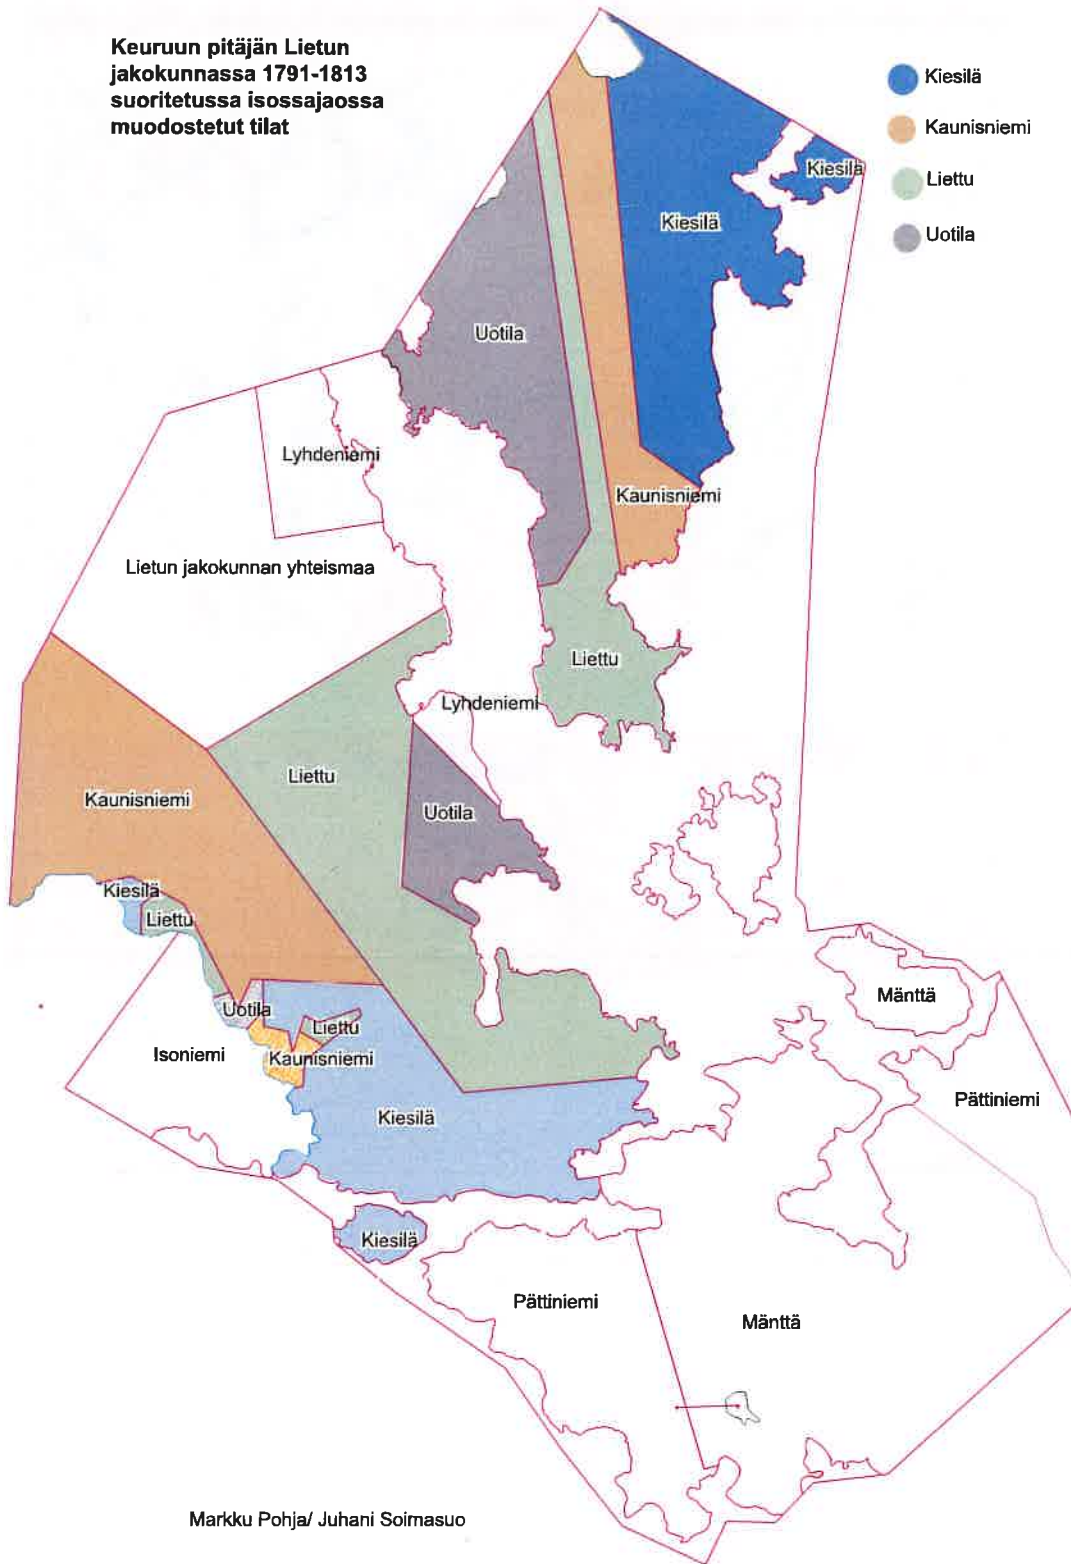 Keuruun pitäjän Lietun
jakokunnassa 1791-1813
suoritetussa isossajaossa
muodostetut tilat
Kiesilä
Kaunisniemi
Liettu
Uotila
Kiesilä
Kiesilä
Uotila
Lyhdeniemi
Kaunisniemi
Lietun jakokunnan yhteismaa
Liettu
Lyhdeniemi
Liettu
Kaunisniemi
Uotila
Kiesilä
Liettu
Mänttä
Uotila
Liettu
Isoniemi
Kaunisniemi
Pättiniemi
Kiesilä
Kiesilä
Pättiniemi
Mänttä
Markku Pohja/ Juhani Soimasuo